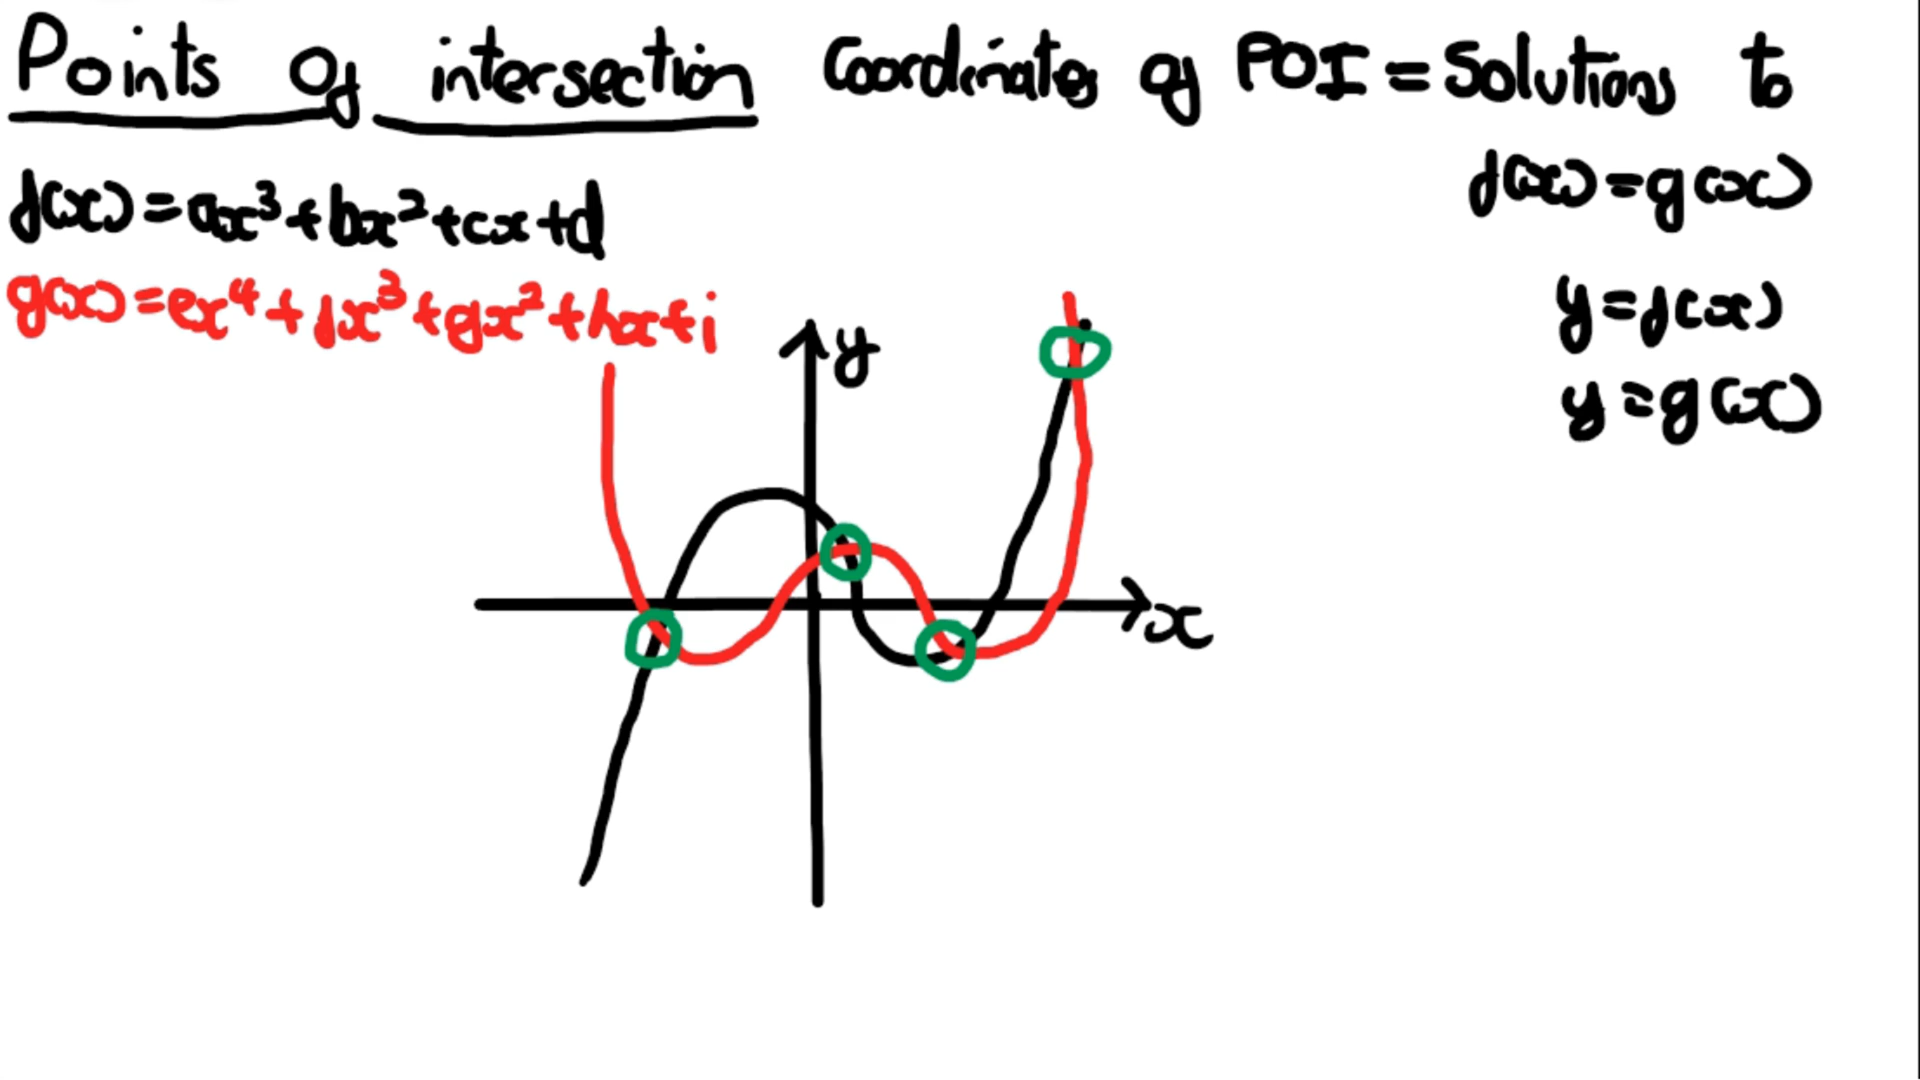 Points of intersection Coordinates of POI = Solutions to
f(x) = g(x)
f(x) = ax³ + bx² + cx + d
g(x) = ex⁴ + fx³ + gx² + hx + i
y = f(x)
y = g(x)
y
x